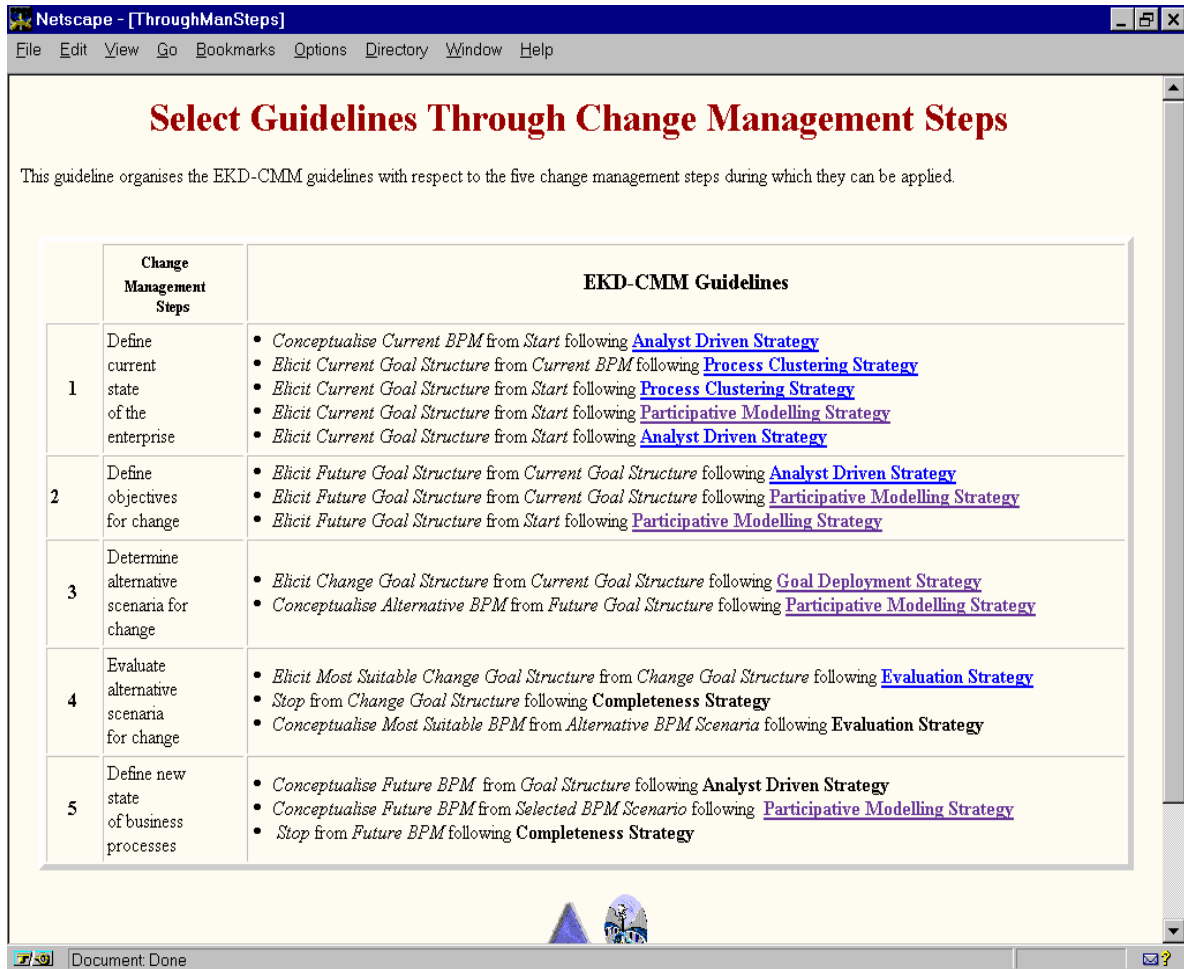 Netscape - [ThroughManSteps]
File Edit View Go Bookmarks Options Directory Window Help
Select Guidelines Through Change Management Steps
This guideline organises the EKD-CMM guidelines with respect to the five change management steps during which they can be applied.
Change
Management
Steps
EKD-CMM Guidelines
1
Define
current
state
of the
enterprise
• Conceptualise Current BPM from Start following Analyst Driven Strategy
• Elicit Current Goal Structure from Current BPM following Process Clustering Strategy
• Elicit Current Goal Structure from Start following Process Clustering Strategy
• Elicit Current Goal Structure from Start following Participative Modelling Strategy
• Elicit Current Goal Structure from Start following Analyst Driven Strategy
2
Define
objectives
for change
• Elicit Future Goal Structure from Current Goal Structure following Analyst Driven Strategy
• Elicit Future Goal Structure from Current Goal Structure following Participative Modelling Strategy
• Elicit Future Goal Structure from Start following Participative Modelling Strategy
3
Determine
alternative
scenaria for
change
• Elicit Change Goal Structure from Current Goal Structure following Goal Deployment Strategy
• Conceptualise Alternative BPM from Future Goal Structure following Participative Modelling Strategy
4
Evaluate
alternative
scenaria
for change
• Elicit Most Suitable Change Goal Structure from Change Goal Structure following Evaluation Strategy
• Stop from Change Goal Structure following Completeness Strategy
• Conceptualise Most Suitable BPM from Alternative BPM Scenaria following Evaluation Strategy
5
Define new
state
of business
processes
• Conceptualise Future BPM from Goal Structure following Analyst Driven Strategy
• Conceptualise Future BPM from Selected BPM Scenario following Participative Modelling Strategy
• Stop from Future BPM following Completeness Strategy
Document: Done